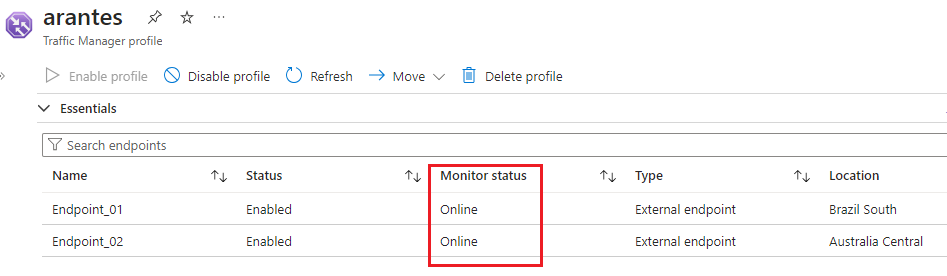 arantes
Traffic Manager profile
Enable profile Disable profile Refresh Move Delete profile
Essentials
Search endpoints
Name Status Monitor status Type Location
Endpoint_01 Enabled Online External endpoint Brazil South
Endpoint_02 Enabled Online External endpoint Australia Central